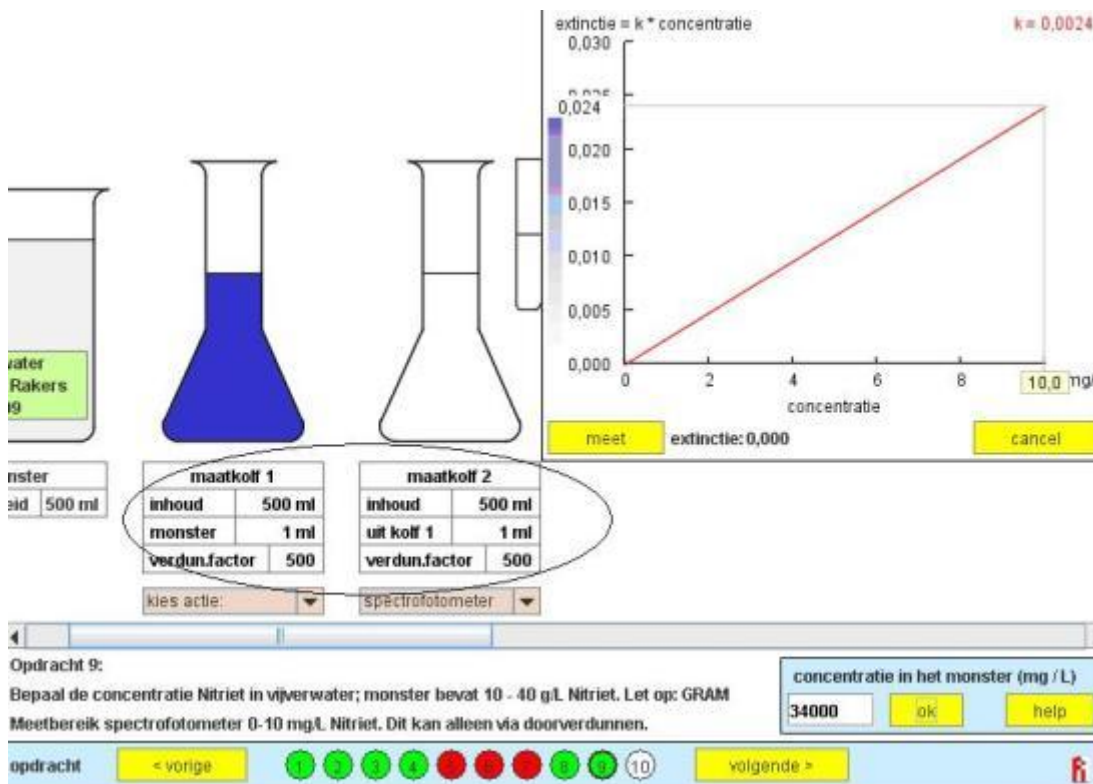 extinctie = k * concentratie
k = 0,0024
0,030
0,024
0,020
0,015
0,010
0,005
0,000
0 2 4 6 8 10,0
concentratie
meet extinctie: 0,000 cancel
Rakers
500 ml
maatkolf 1
inhoud 500 ml
monster 1 ml
verdun.factor 500
kies actie:
maatkolf 2
inhoud 500 ml
uit kolf 1 1 ml
verdun.factor 500
spectrofotometer
Opdracht 9:
Bepaal de concentratie Nitriet in vijverwater; monster bevat 10 - 40 g/L Nitriet. Let op: GRAM
Meetbereik spectrofotometer 0-10 mg/L Nitriet. Dit kan alleen via doorverdunnen.
concentratie in het monster (mg / L)
34000 ok help
opdracht < vorige 1 2 3 4 5 6 7 8 9 10 volgende >